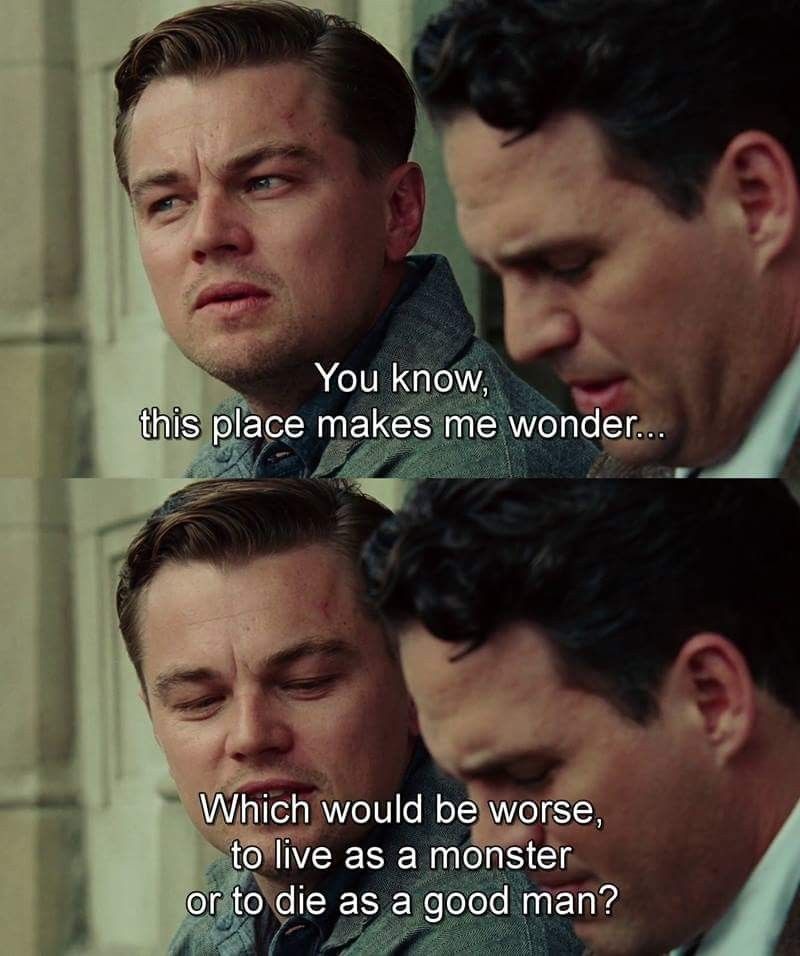 You know,
this place makes me wonder...
Which would be worse,
to live as a monster
or to die as a good man?